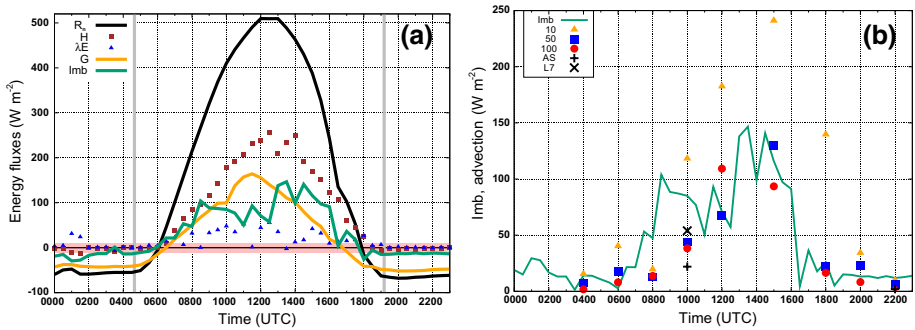 (a)
Rn
H
λE
G
Imb
500
400
300
200
100
0
-100
Energy fluxes (W m-2)
0000 0200 0400 0600 0800 1000 1200 1400 1600 1800 2000 2200
Time (UTC)
(b)
Imb
10
50
100
AS
L7
250
200
150
100
50
0
Imb, advection (W m-2)
0000 0200 0400 0600 0800 1000 1200 1400 1600 1800 2000 2200
Time (UTC)